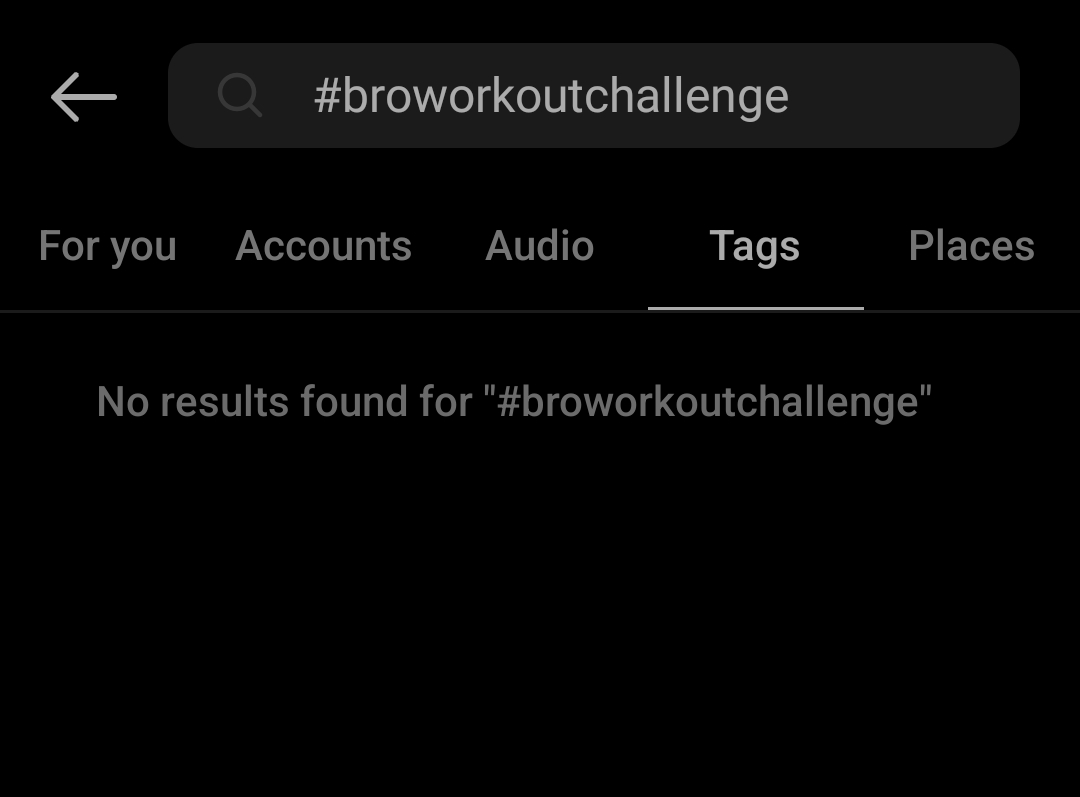 #broworkoutchallenge
For you Accounts Audio Tags Places
No results found for "#broworkoutchallenge"